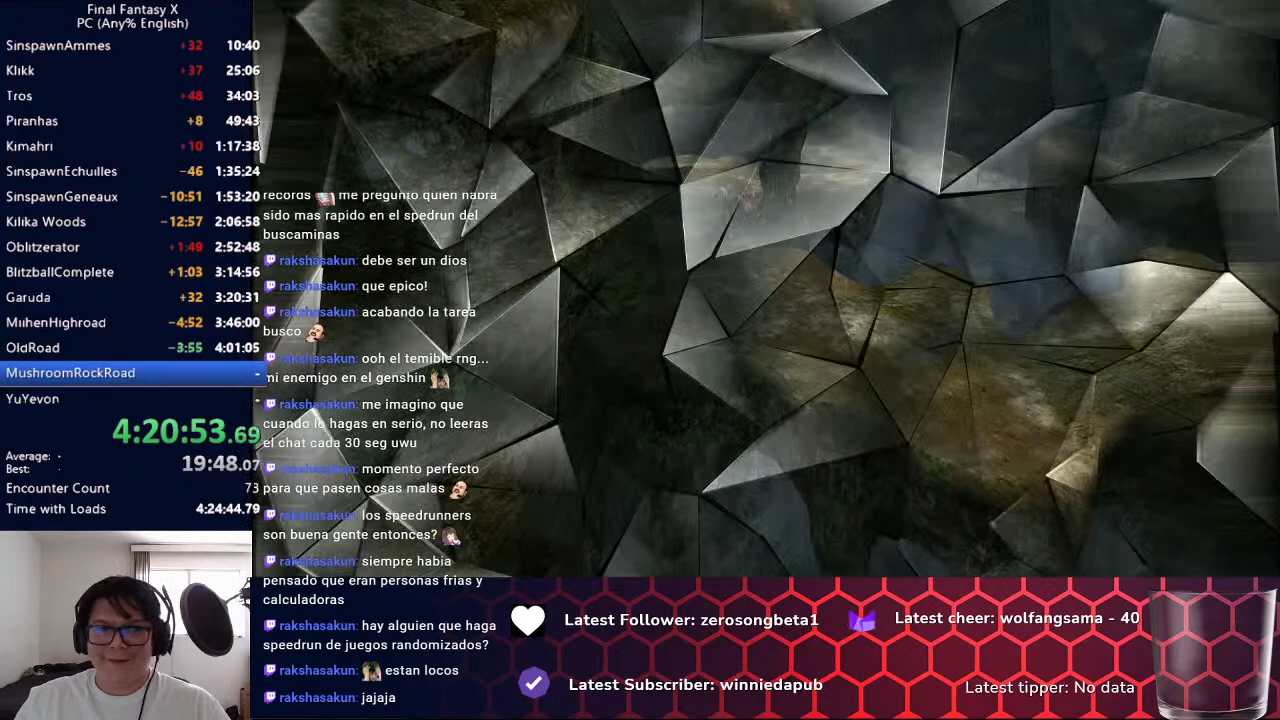 Final Fantasy X
PC (Any% English)
SinspawnAmmes +32 10:40
Klikk +37 25:06
Tros +48 34:03
Piranhas +8 49:43
Kimahri +10 1:17:38
SinspawnEchuilles −46 1:35:24
SinspawnGeneaux −10:51 1:53:20
Kilika Woods −12:57 2:06:58
Oblitzerator +1:49 2:52:48
BlitzballComplete +1:03 3:14:56
Garuda +32 3:20:31
MiihenHighroad −4:52 3:46:00
OldRoad −3:55 4:01:05
MushroomRockRoad -
YuYevon -
4:20:53.69
Average: -
Best: -
19:48.07
Encounter Count 73
Time with Loads 4:24:44.79
records me pregunto quien habra
sido mas rapido en el spedrun del
buscaminas
rakshasakun: debe ser un dios
rakshasakun: que epico!
rakshasakun: acabando la tarea
busco
rakshasakun: ooh el temible rng...
mi enemigo en el genshin
rakshasakun: me imagino que
cuando lo hagas en serio, no leeras
el chat cada 30 seg uwu
rakshasakun: momento perfecto
para que pasen cosas malas
rakshasakun: los speedrunners
son buena gente entonces?
rakshasakun: siempre habia
pensado que eran personas frias y
calculadoras
rakshasakun: hay alguien que haga
speedrun de juegos randomizados?
rakshasakun: estan locos
rakshasakun: jajaja
Latest Follower: zerosongbeta1
Latest cheer: wolfangsama - 40
Latest Subscriber: winniedapub
Latest tipper: No data